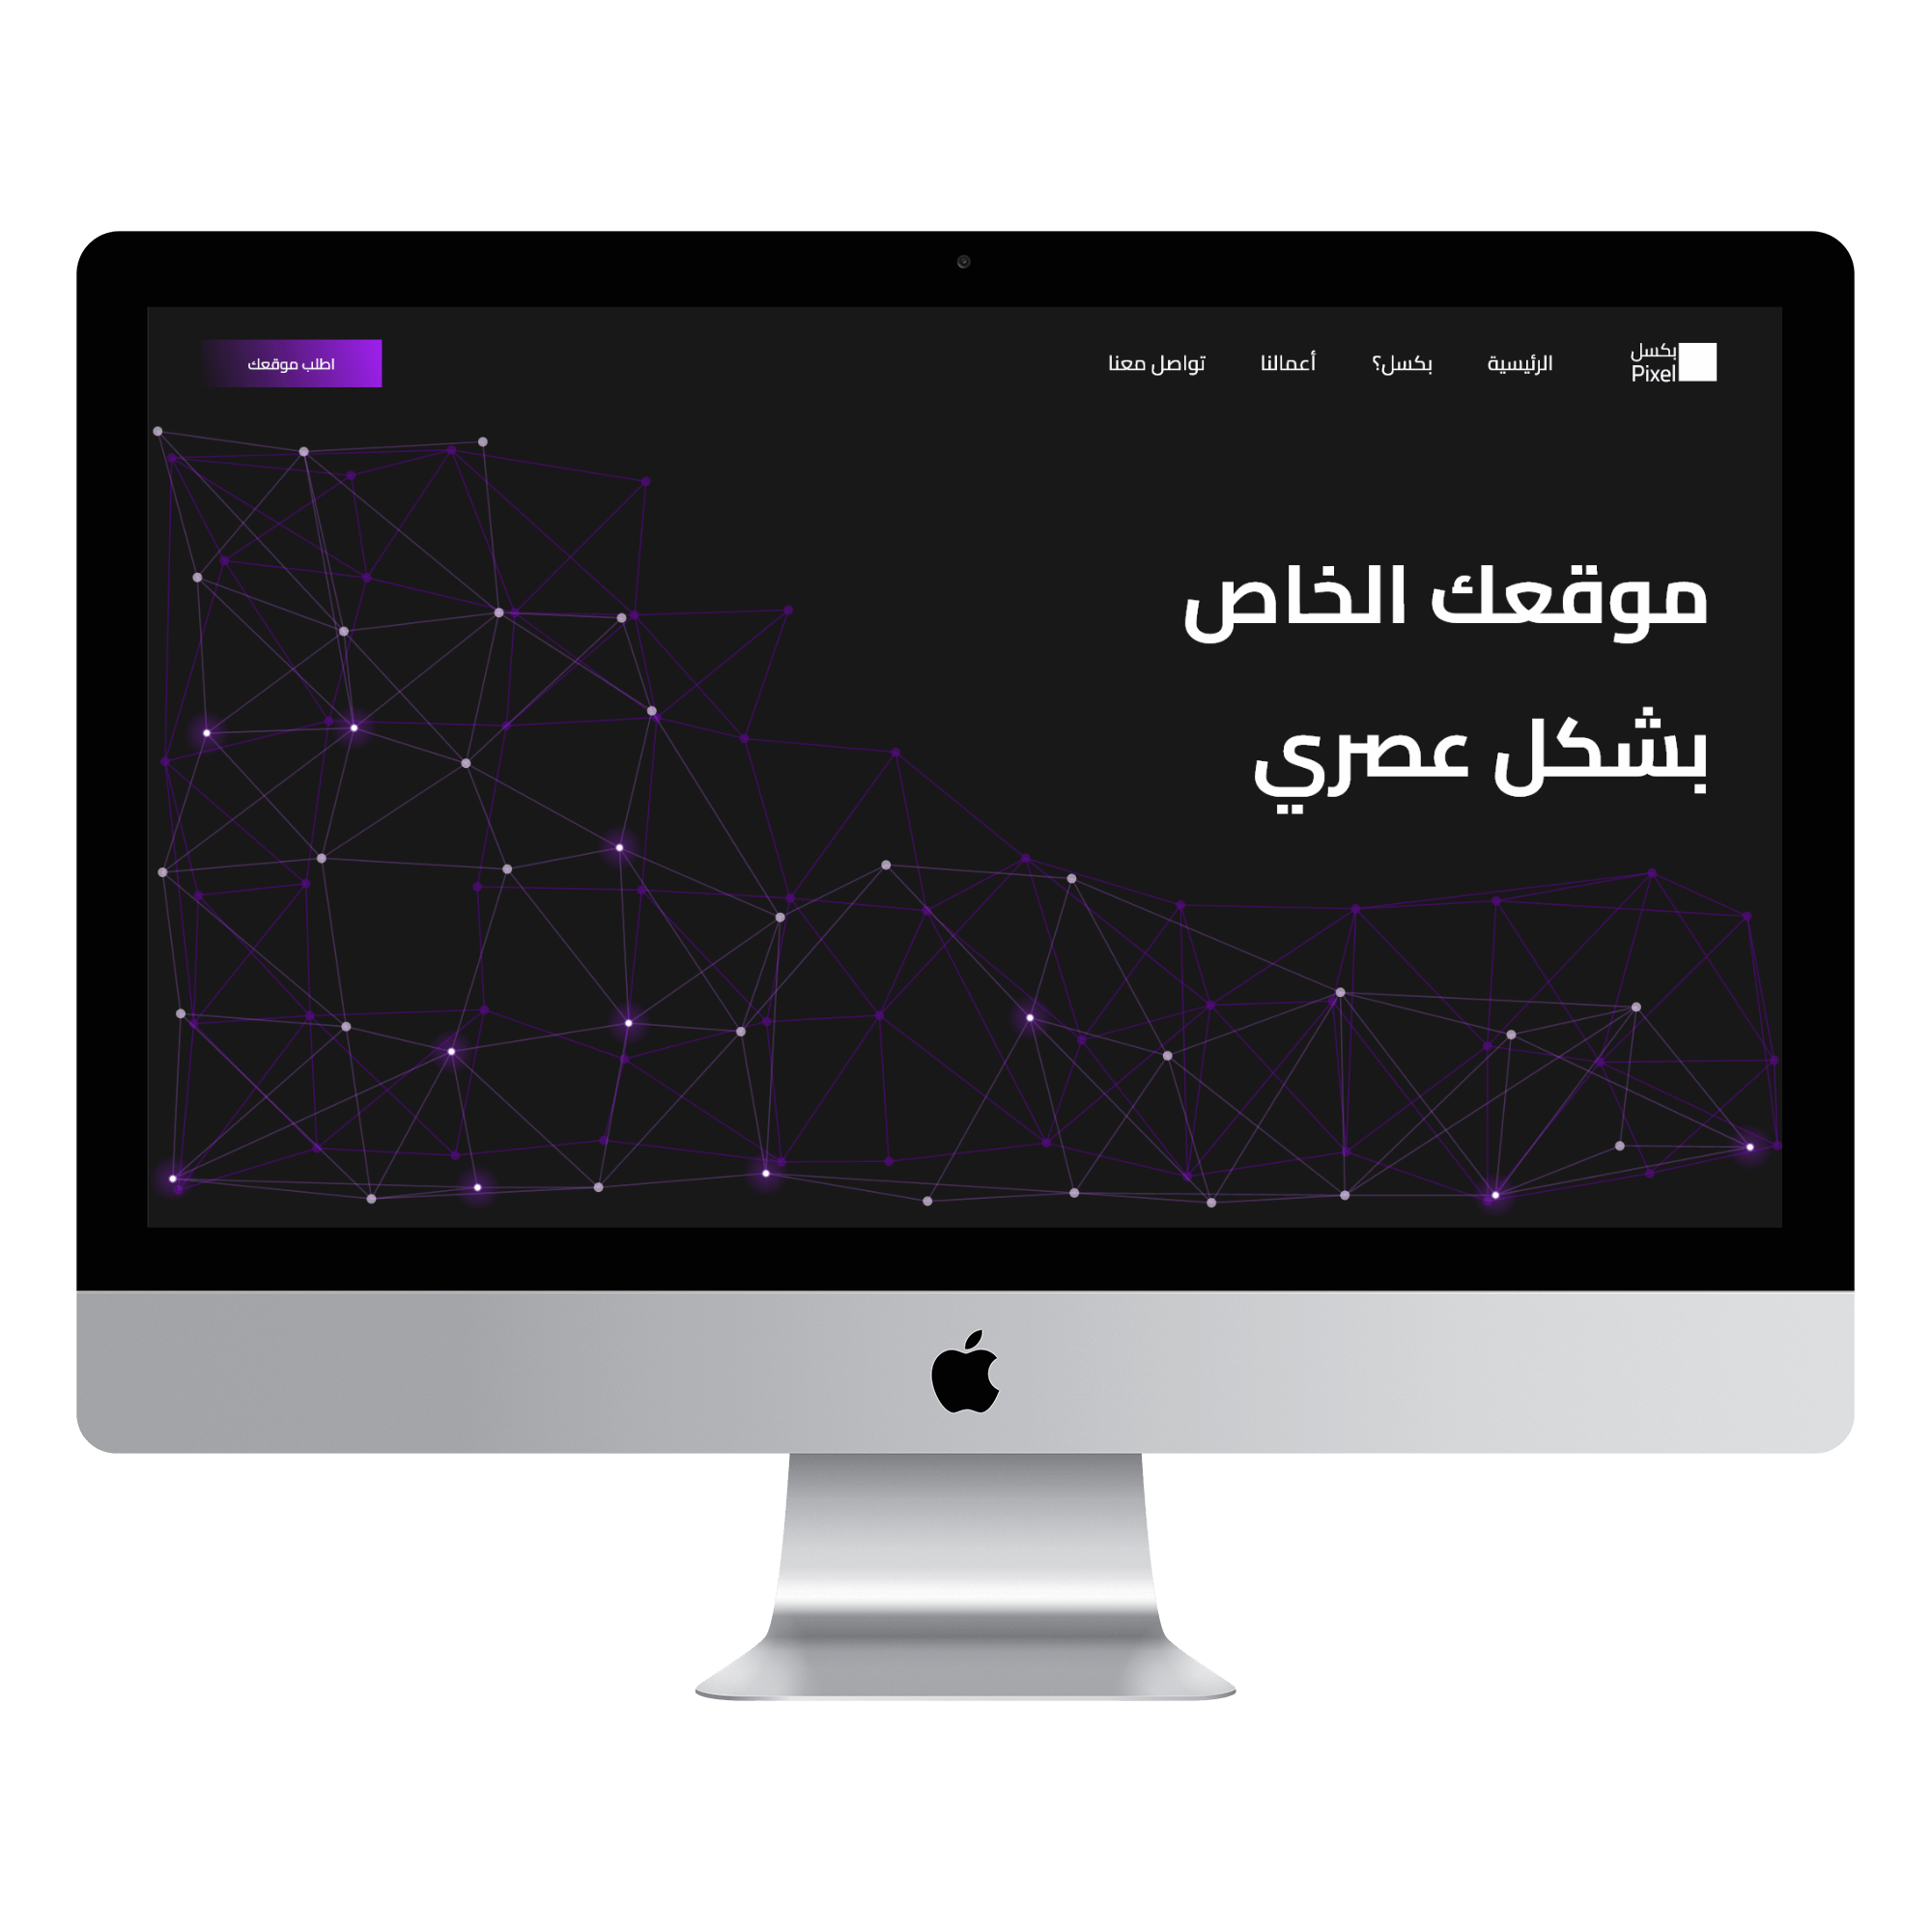 بكسل
Pixel
الرئيسية
بكسل؟
أعمالنا
تواصل معنا
اطلب موقعك
موقعك الخاص
بشكل عصري